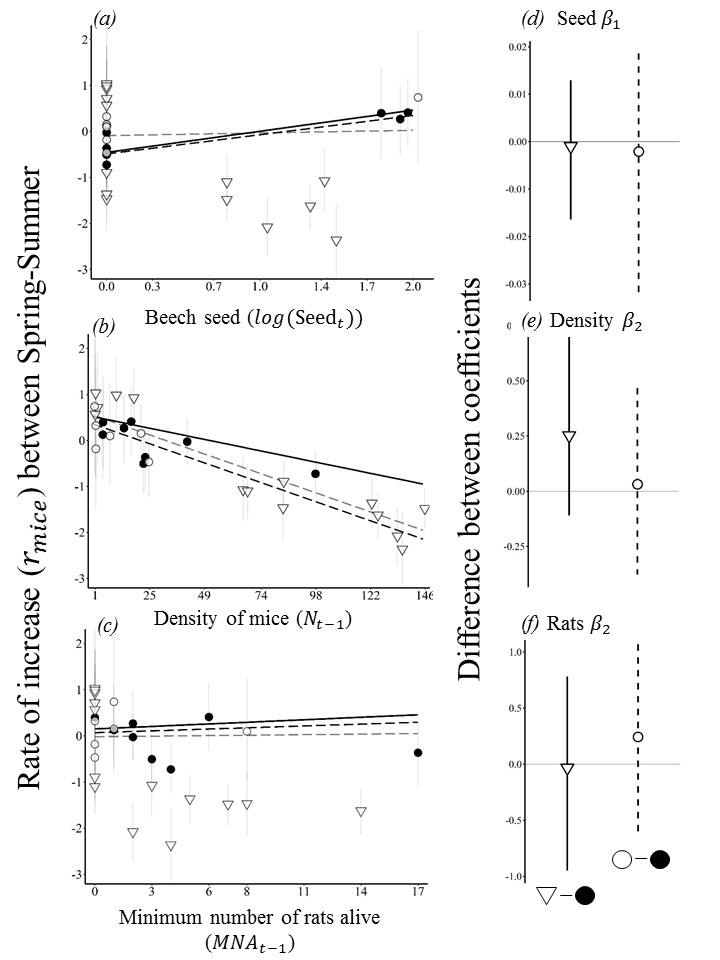 Rate of increase (r_mice) between Spring-Summer
(a)
2
1
0
-1
-2
-3
0.0 0.3 0.7 1.0 1.4 1.7 2.0
Beech seed (log(Seed_t))
(b)
2
1
0
-1
-2
-3
1 25 49 74 98 122 146
Density of mice (N_{t−1})
(c)
2
1
0
-1
-2
-3
0 3 6 8 11 14 17
Minimum number of rats alive
(MNA_{t−1})
Difference between coefficients
(d) Seed β₁
0.02
0.01
0.00
-0.01
-0.02
-0.03
0
(e) Density β₂
0.50
0.25
0.00
-0.25
(f) Rats β₂
1.0
0.5
0.0
-0.5
-1.0